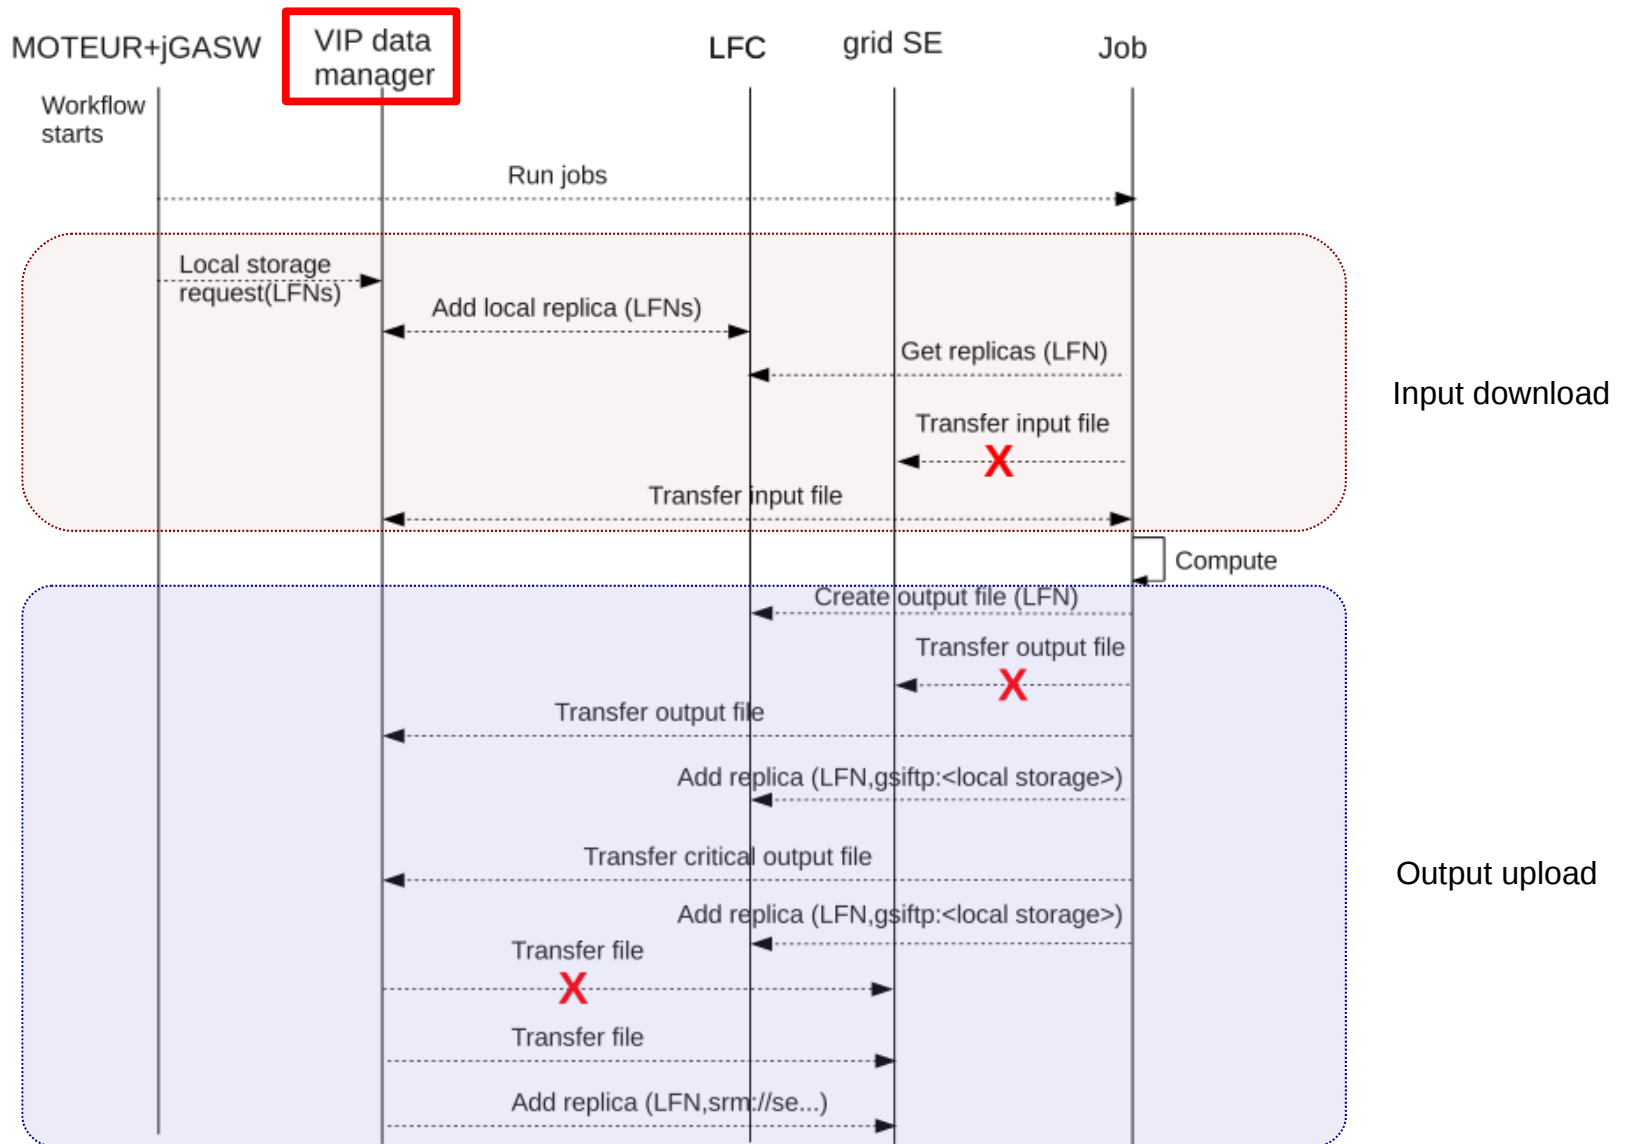 MOTEUR+jGASW
VIP data
manager
LFC
grid SE
Job
Workflow
starts
Run jobs
Local storage
request(LFNs)
Add local replica (LFNs)
Get replicas (LFN)
Transfer input file
X
Transfer input file
Input download
Compute
Create output file (LFN)
Transfer output file
X
Transfer output file
Add replica (LFN,gsiftp:<local storage>)
Transfer critical output file
Output upload
Add replica (LFN,gsiftp:<local storage>)
Transfer file
X
Transfer file
Add replica (LFN,srm://se...)